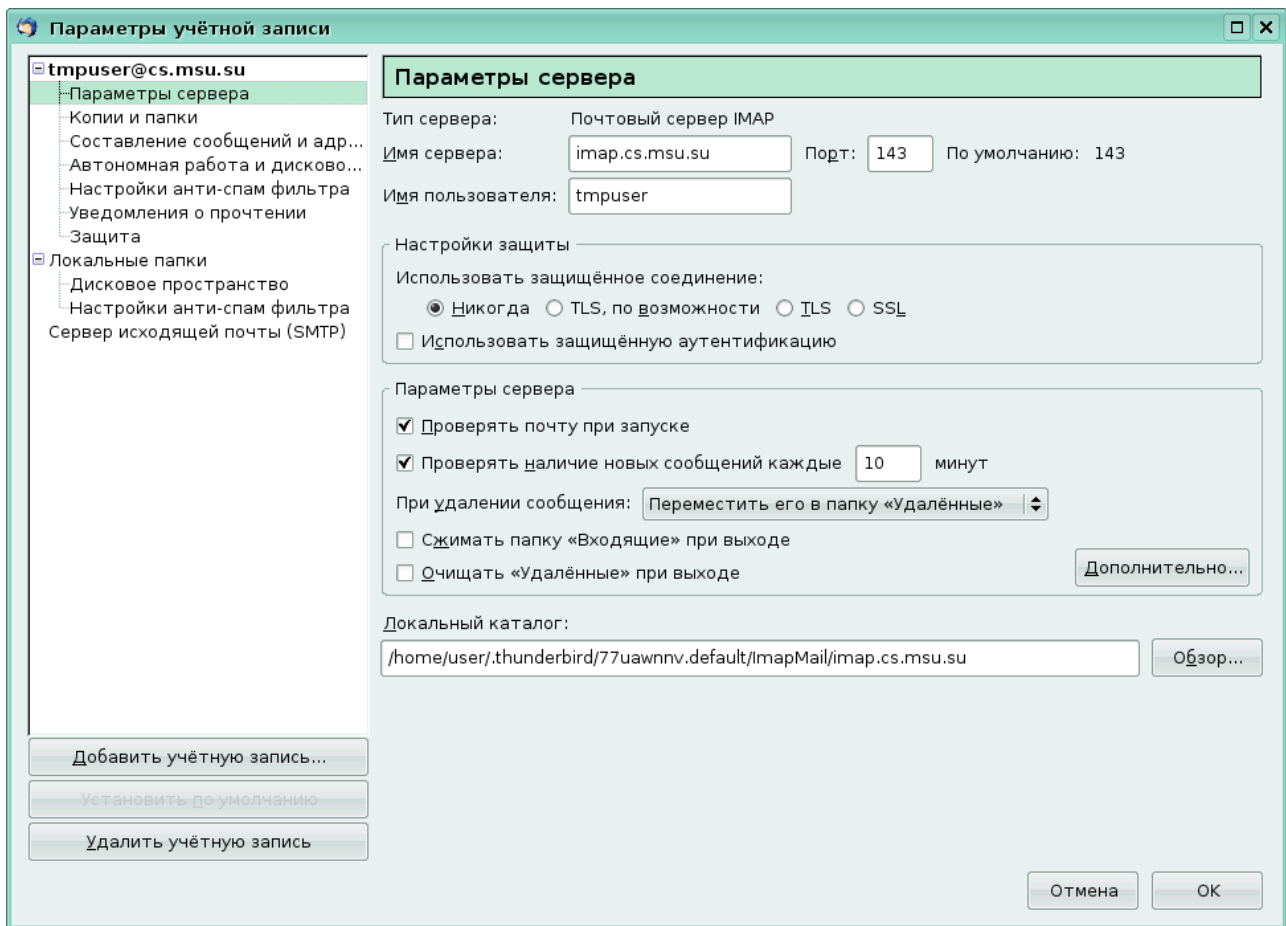 Параметры учётной записи
tmpuser@cs.msu.su
Параметры сервера
Копии и папки
Составление сообщений и адр...
Автономная работа и дисково...
Настройки анти-спам фильтра
Уведомления о прочтении
Защита
Локальные папки
Дисковое пространство
Настройки анти-спам фильтра
Сервер исходящей почты (SMTP)
Добавить учётную запись...
Установить по умолчанию
Удалить учётную запись
Параметры сервера
Тип сервера: Почтовый сервер IMAP
Имя сервера: imap.cs.msu.su Порт: 143 По умолчанию: 143
Имя пользователя: tmpuser
Настройки защиты
Использовать защищённое соединение:
Никогда TLS, по возможности TLS SSL
Использовать защищённую аутентификацию
Параметры сервера
Проверять почту при запуске
Проверять наличие новых сообщений каждые 10 минут
При удалении сообщения: Переместить его в папку «Удалённые»
Сжимать папку «Входящие» при выходе
Очищать «Удалённые» при выходе
Дополнительно...
Локальный каталог:
/home/user/.thunderbird/77uawnnv.default/ImapMail/imap.cs.msu.su Обзор...
Отмена OK